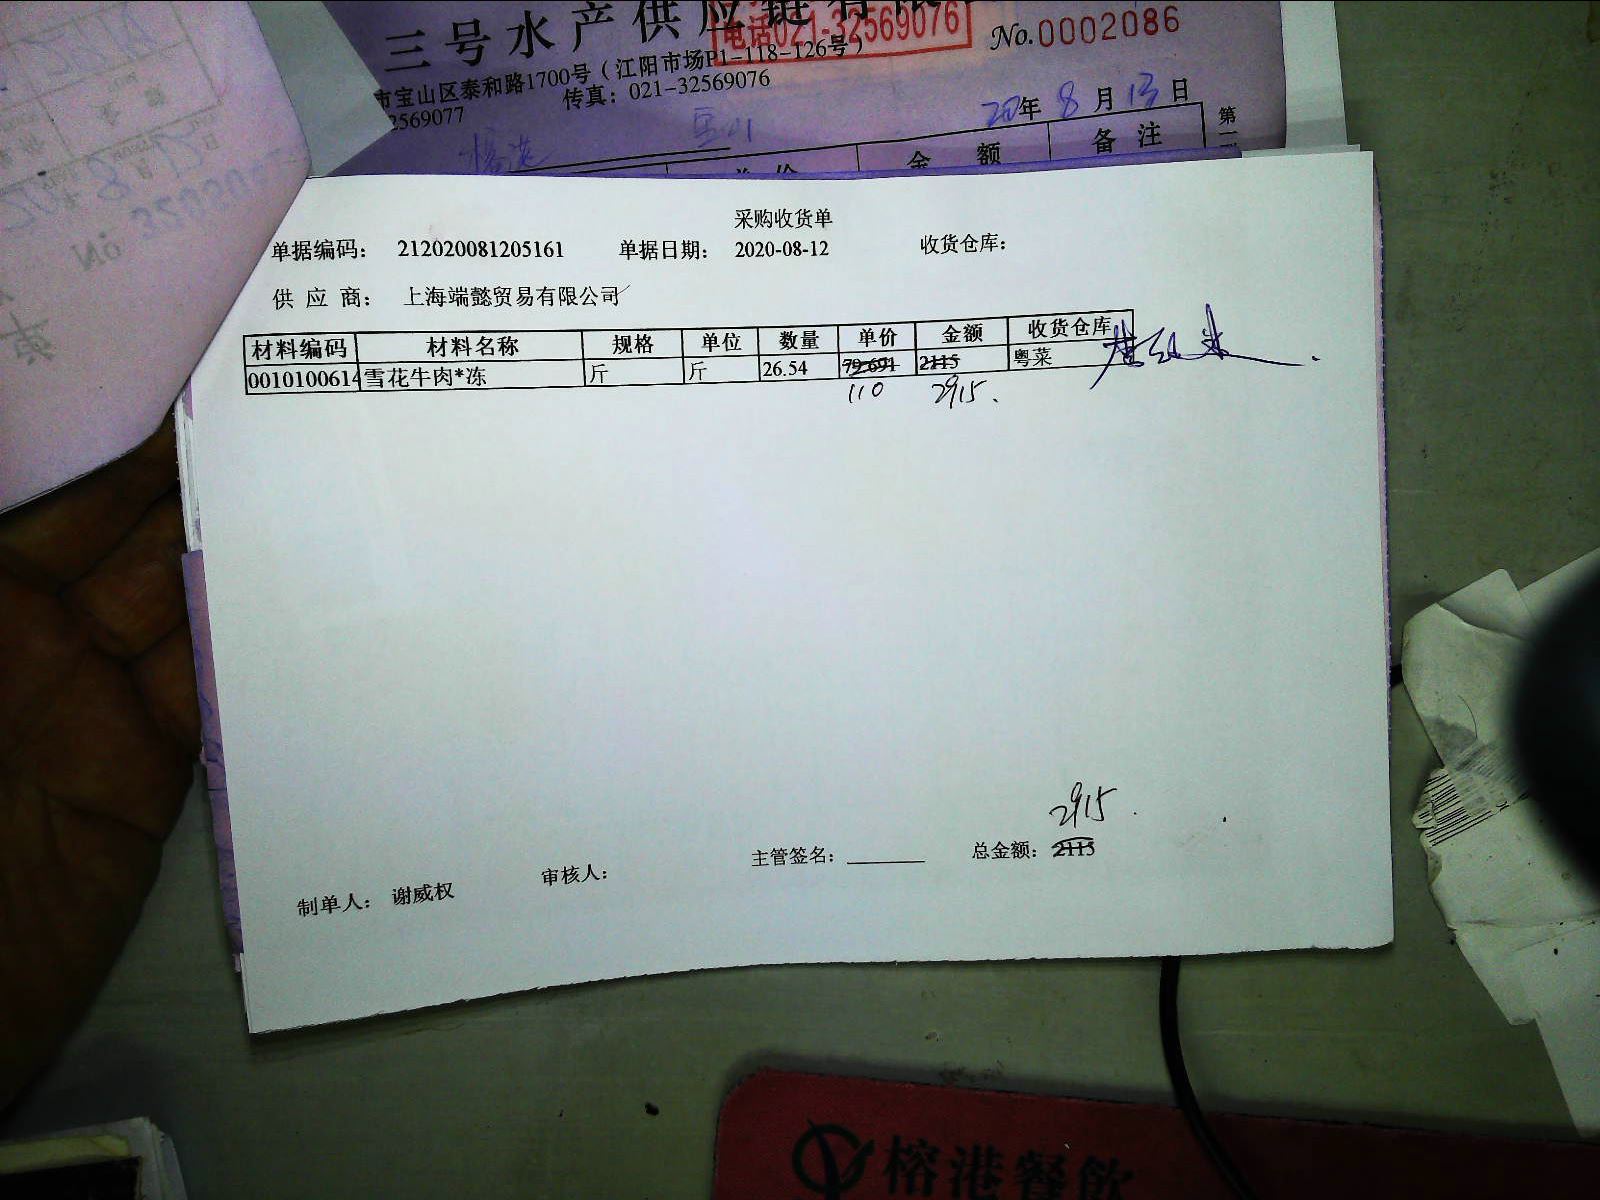 三号水产供应链有限
电话021-32569076
No.0002086
市宝山区泰和路1700号（江阳市场P1-118-126号）
2569077 传真：021-32569076
20年 8 月 13 日
单价 金额 备注
第一
采购收货单
单据编码： 212020081205161 单据日期： 2020-08-12 收货仓库：
供 应 商： 上海端懿贸易有限公司
材料编码 材料名称 规格 单位 数量 单价 金额 收货仓库
0010100614 雪花牛肉*冻 斤 斤 26.54 79.691 2115 粤菜
110 2915.
2915.
主管签名： 总金额： 2115
制单人： 谢威权 审核人：
榕港餐飲